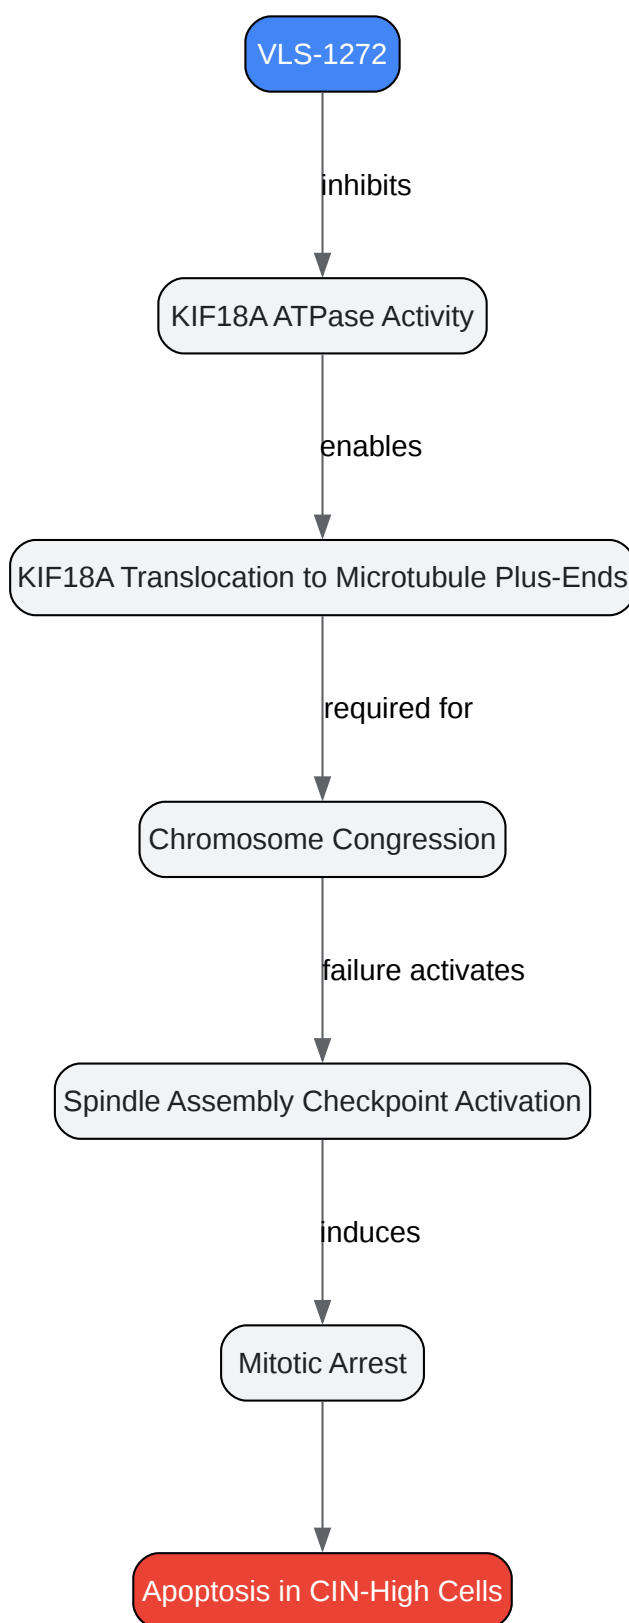 VLS-1272
inhibits
KIF18A ATPase Activity
enables
KIF18A Translocation to Microtubule Plus-Ends
required for
Chromosome Congression
failure activates
Spindle Assembly Checkpoint Activation
induces
Mitotic Arrest
Apoptosis in CIN-High Cells